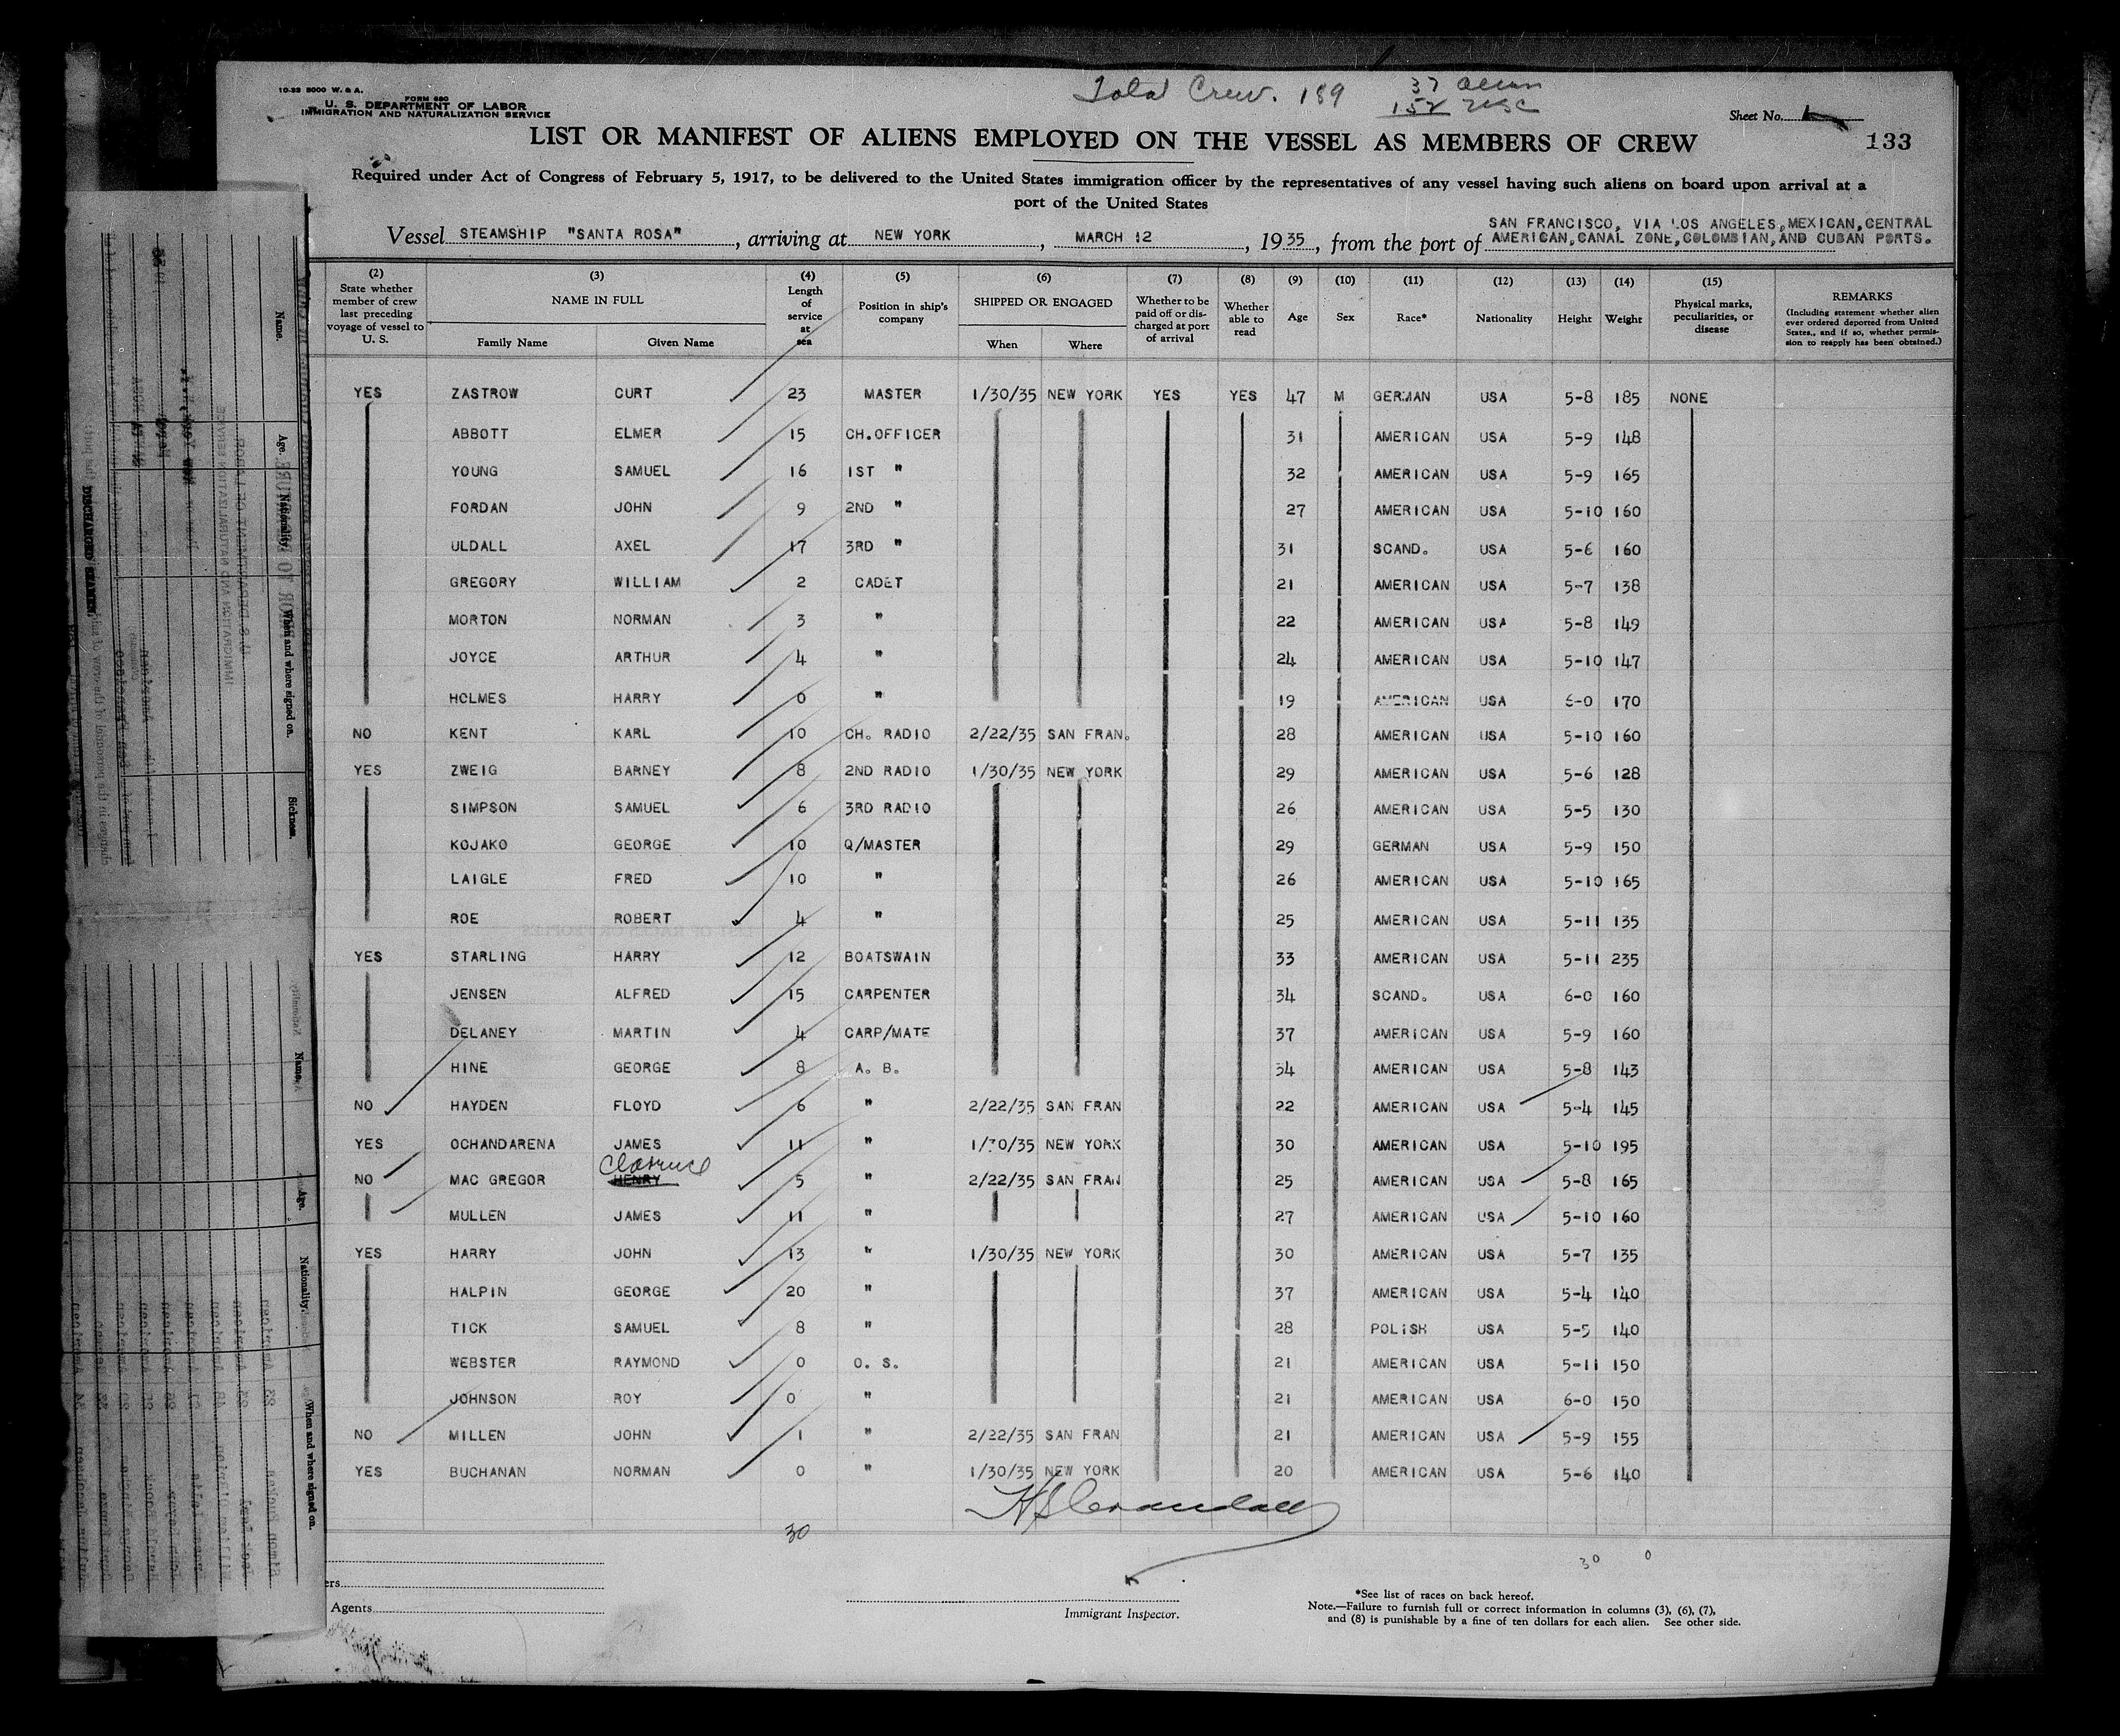 10-33 5000 W. & A.
FORM 680
U. S. DEPARTMENT OF LABOR
IMMIGRATION AND NATURALIZATION SERVICE
Total Crew. 189 37 Alien
152 USC
Sheet No. 1
133
LIST OR MANIFEST OF ALIENS EMPLOYED ON THE VESSEL AS MEMBERS OF CREW
Required under Act of Congress of February 5, 1917, to be delivered to the United States immigration officer by the representatives of any vessel having such aliens on board upon arrival at a
port of the United States
SAN FRANCISCO, VIA LOS ANGELES, MEXICAN, CENTRAL
Vessel STEAMSHIP "SANTA ROSA", arriving at NEW YORK, MARCH 12, 1935, from the port of AMERICAN, CANAL ZONE, COLOMBIAN, AND CUBAN PORTS.
(2) State whether member of crew last preceding voyage of vessel to U. S.
(3) NAME IN FULL Family Name Given Name
(4) Length of service at sea
(5) Position in ship's company
(6) SHIPPED OR ENGAGED When Where
(7) Whether to be paid off or discharged at port of arrival
(8) Whether able to read
(9) Age
(10) Sex
(11) Race*
(12) Nationality
(13) Height
(14) Weight
(15) Physical marks, peculiarities, or disease
REMARKS (Including statement whether alien ever ordered deported from United States, and if so, whether permission to reapply has been obtained.)
YES ZASTROW CURT 23 MASTER 1/30/35 NEW YORK YES YES 47 M GERMAN USA 5-8 185 NONE
ABBOTT ELMER 15 CH.OFFICER 31 AMERICAN USA 5-9 148
YOUNG SAMUEL 16 1ST " 32 AMERICAN USA 5-9 165
FORDAN JOHN 9 2ND " 27 AMERICAN USA 5-10 160
ULDALL AXEL 17 3RD " 31 SCAND. USA 5-6 160
GREGORY WILLIAM 2 CADET 21 AMERICAN USA 5-7 138
MORTON NORMAN 3 " 22 AMERICAN USA 5-8 149
JOYCE ARTHUR 4 " 24 AMERICAN USA 5-10 147
HOLMES HARRY 0 " 19 AMERICAN USA 6-0 170
NO KENT KARL 10 CH. RADIO 2/22/35 SAN FRAN. 28 AMERICAN USA 5-10 160
YES ZWEIG BARNEY 8 2ND RADIO 1/30/35 NEW YORK 29 AMERICAN USA 5-6 128
SIMPSON SAMUEL 6 3RD RADIO 26 AMERICAN USA 5-5 130
KOJAKO GEORGE 10 Q/MASTER 29 GERMAN USA 5-9 150
LAIGLE FRED 10 " 26 AMERICAN USA 5-10 165
ROE ROBERT 4 " 25 AMERICAN USA 5-11 135
YES STARLING HARRY 12 BOATSWAIN 33 AMERICAN USA 5-11 235
JENSEN ALFRED 15 CARPENTER 34 SCAND. USA 6-0 160
DELANEY MARTIN 4 CARP/MATE 37 AMERICAN USA 5-9 160
HINE GEORGE 8 A. B. 34 AMERICAN USA 5-8 143
NO HAYDEN FLOYD 6 " 2/22/35 SAN FRAN 22 AMERICAN USA 5-4 145
YES OCHANDARENA JAMES 11 " 1/30/35 NEW YORK 30 AMERICAN USA 5-10 195
Clarence
NO MAC GREGOR HENRY 5 " 2/22/35 SAN FRAN 25 AMERICAN USA 5-8 165
MULLEN JAMES 11 " 27 AMERICAN USA 5-10 160
YES HARRY JOHN 13 " 1/30/35 NEW YORK 30 AMERICAN USA 5-7 135
HALPIN GEORGE 20 " 37 AMERICAN USA 5-4 140
TICK SAMUEL 8 " 28 POLISH USA 5-5 140
WEBSTER RAYMOND 0 O. S. 21 AMERICAN USA 5-11 150
JOHNSON ROY 0 " 21 AMERICAN USA 6-0 150
NO MILLEN JOHN 1 " 2/22/35 SAN FRAN 21 AMERICAN USA 5-9 155
YES BUCHANAN NORMAN 0 " 1/30/35 NEW YORK 20 AMERICAN USA 5-6 140
30
30 0
ers
Agents
Immigrant Inspector.
*See list of races on back hereof.
Note.—Failure to furnish full or correct information in columns (3), (6), (7),
and (8) is punishable by a fine of ten dollars for each alien. See other side.
Name.
Age.
Nationality.
When and where signed on.
Sickness.
DISCHARGED SEAMEN
Name.
Age.
Nationality.
When and where signed on.